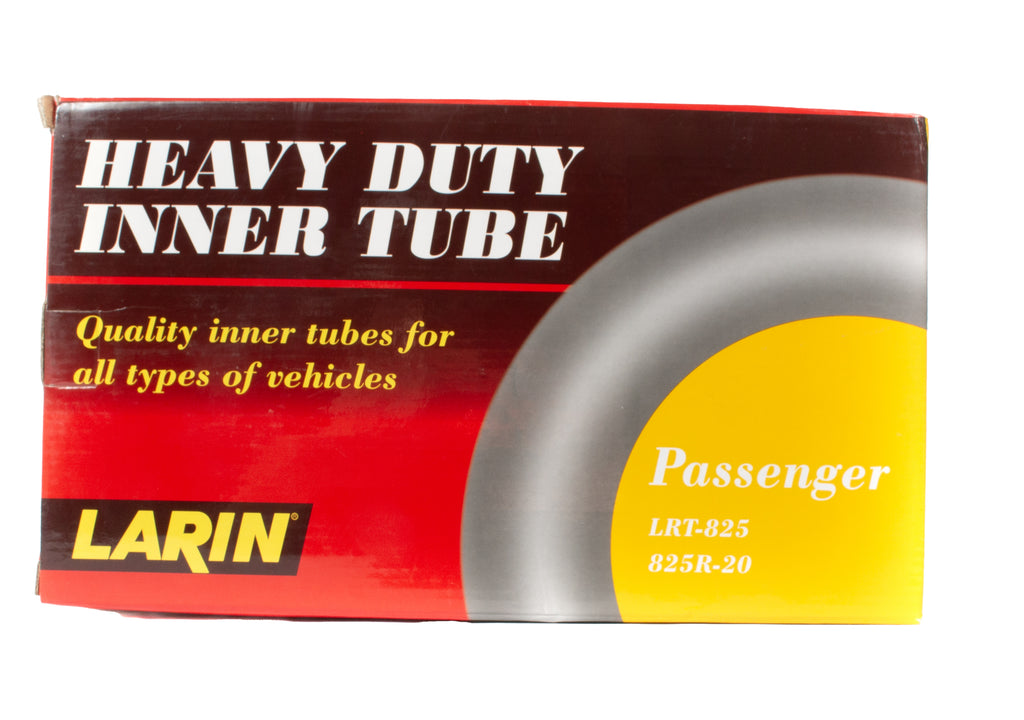 HEAVY DUTY
INNER TUBE
Quality inner tubes for
all types of vehicles
LARIN®
Passenger
LRT-825
825R-20